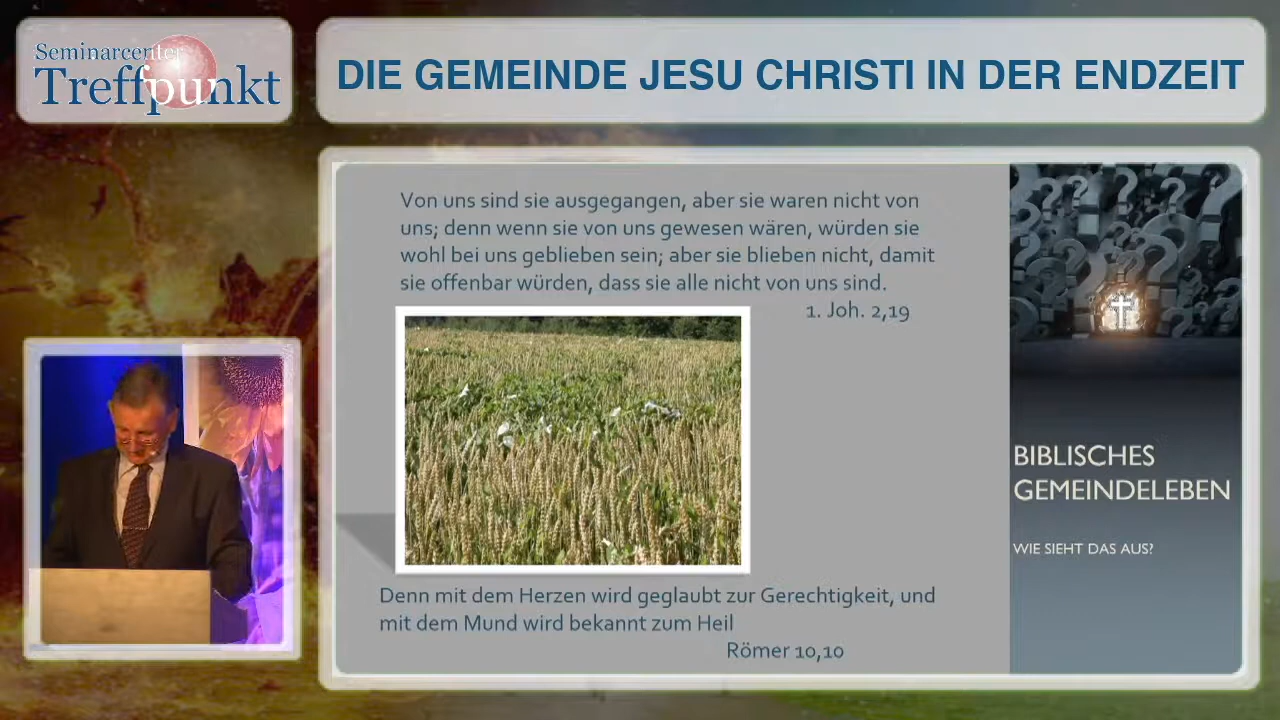 Seminarcenter
Treffpunkt
DIE GEMEINDE JESU CHRISTI IN DER ENDZEIT
Von uns sind sie ausgegangen, aber sie waren nicht von
uns; denn wenn sie von uns gewesen wären, würden sie
wohl bei uns geblieben sein; aber sie blieben nicht, damit
sie offenbar würden, dass sie alle nicht von uns sind.
1. Joh. 2,19
Denn mit dem Herzen wird geglaubt zur Gerechtigkeit, und
mit dem Mund wird bekannt zum Heil
Römer 10,10
BIBLISCHES
GEMEINDELEBEN
WIE SIEHT DAS AUS?